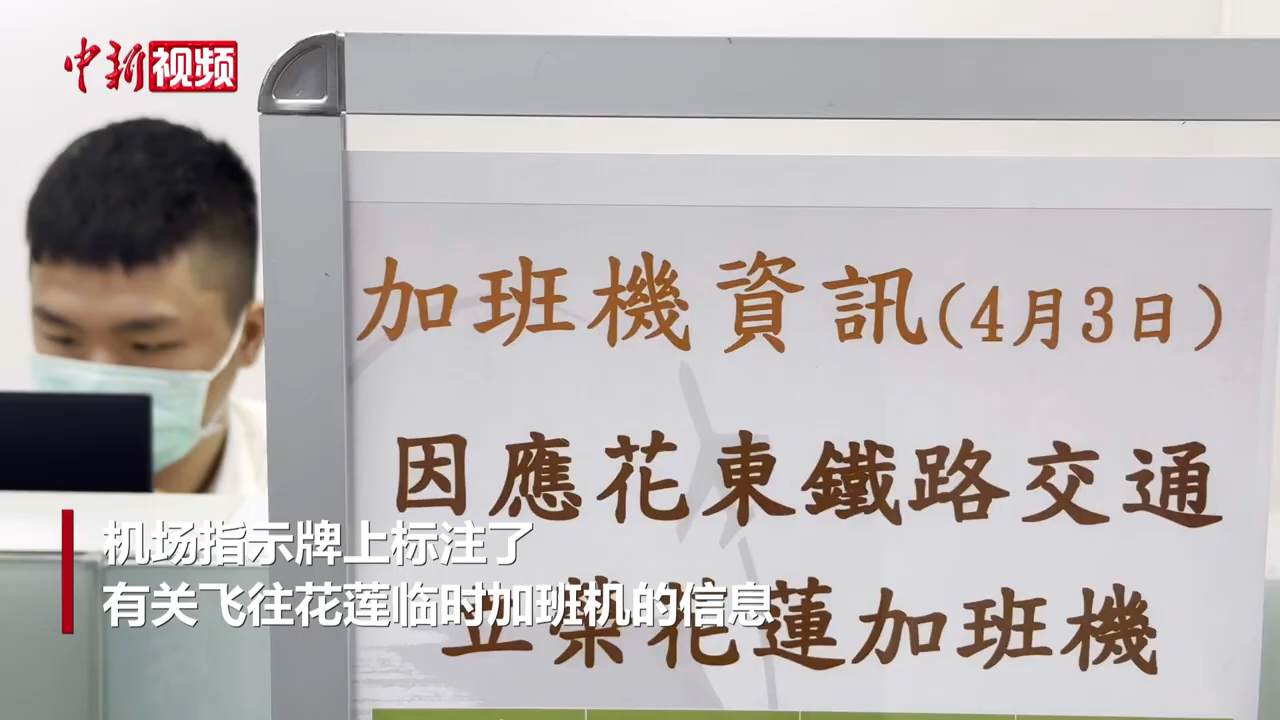 中新视频
加班機資訊(4月3日)
因應花東鐵路交通
机场指示牌上标注了
有关飞往花莲临时加班机的信息
立榮花蓮加班機